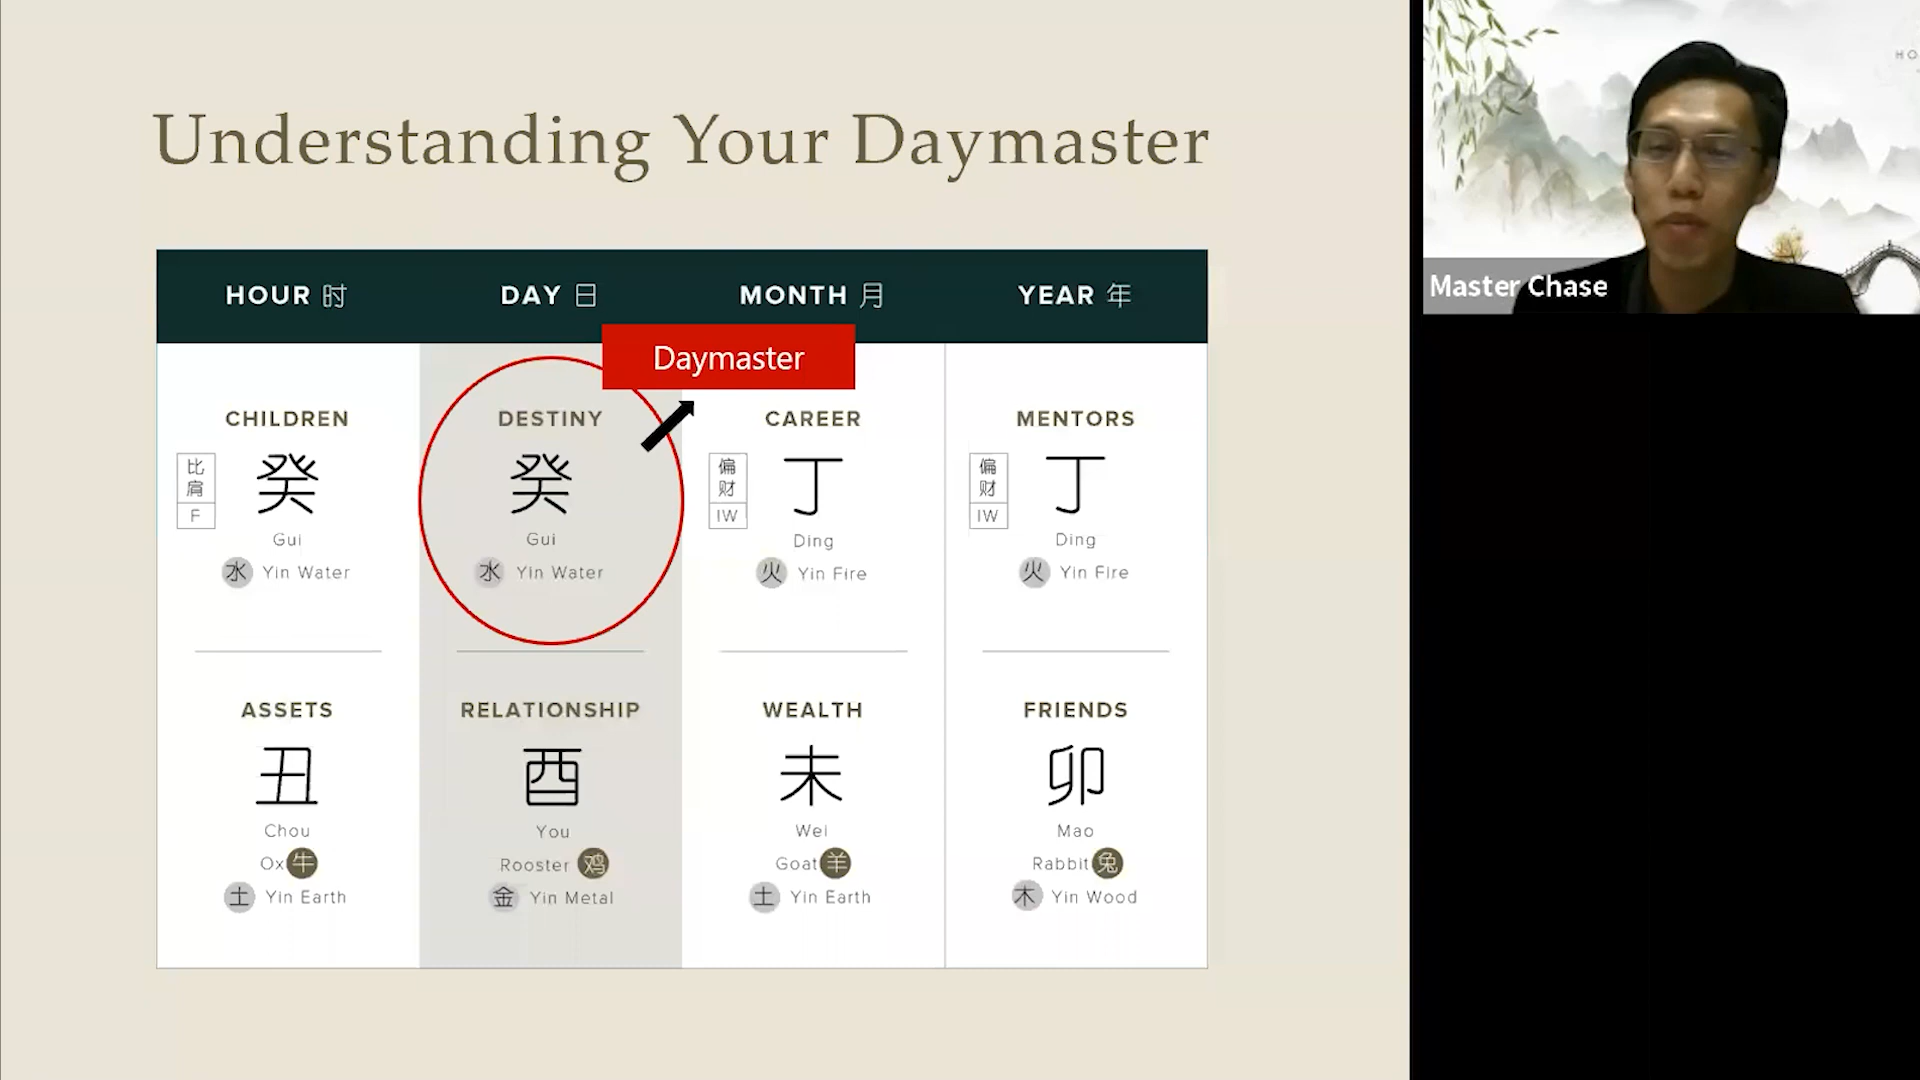 Understanding Your Daymaster
HOUR 时
DAY 日
MONTH 月
YEAR 年
Daymaster
CHILDREN
DESTINY
CAREER
MENTORS
比肩
F
癸
癸
偏财
IW
丁
偏财
IW
丁
Gui
Gui
Ding
Ding
水 Yin Water
水 Yin Water
火 Yin Fire
火 Yin Fire
ASSETS
RELATIONSHIP
WEALTH
FRIENDS
丑
酉
未
卯
Chou
You
Wei
Mao
Ox 牛
Rooster 鸡
Goat 羊
Rabbit 兔
土 Yin Earth
金 Yin Metal
土 Yin Earth
木 Yin Wood
HO
Master Chase